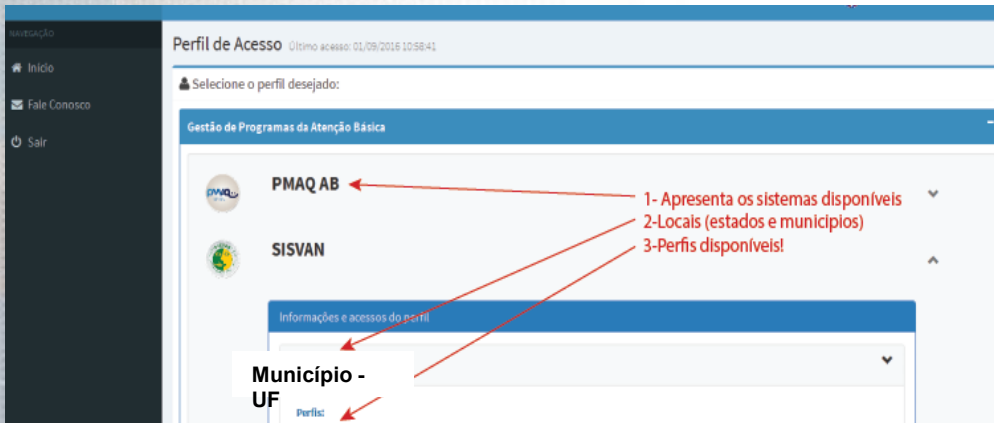 NAVEGAÇÃO
Início
Fale Conosco
Sair
Perfil de Acesso Último acesso: 01/09/2016 10:58:41
Selecione o perfil desejado:
Gestão de Programas da Atenção Básica
PMAQ AB
1- Apresenta os sistemas disponíveis
2-Locais (estados e municipios)
3-Perfis disponíveis!
SISVAN
Informações e acessos do perfil
Município -
UF
Perfis: